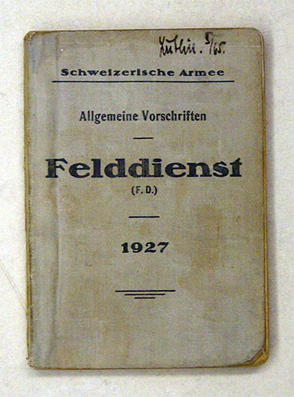 Schweizerische Armee
Allgemeine Vorschriften
Felddienst
(F. D.)
1927